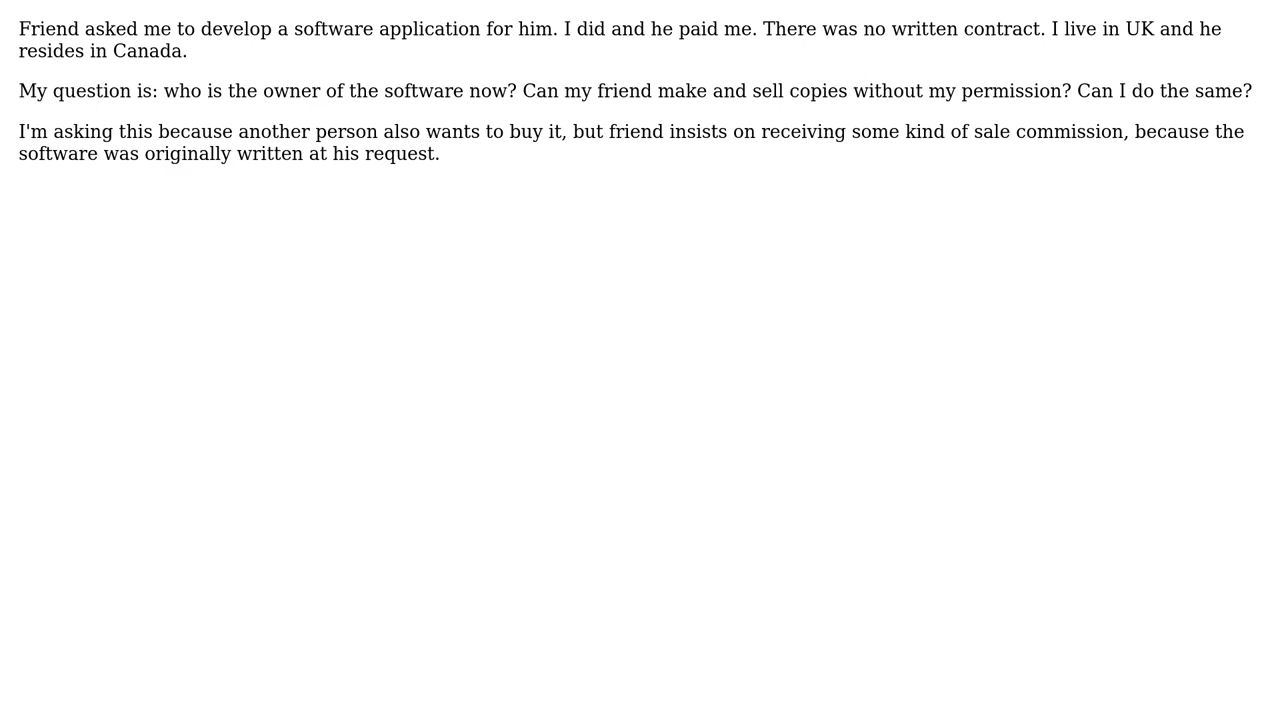 Friend asked me to develop a software application for him. I did and he paid me. There was no written contract. I live in UK and he
resides in Canada.
My question is: who is the owner of the software now? Can my friend make and sell copies without my permission? Can I do the same?
I'm asking this because another person also wants to buy it, but friend insists on receiving some kind of sale commission, because the
software was originally written at his request.